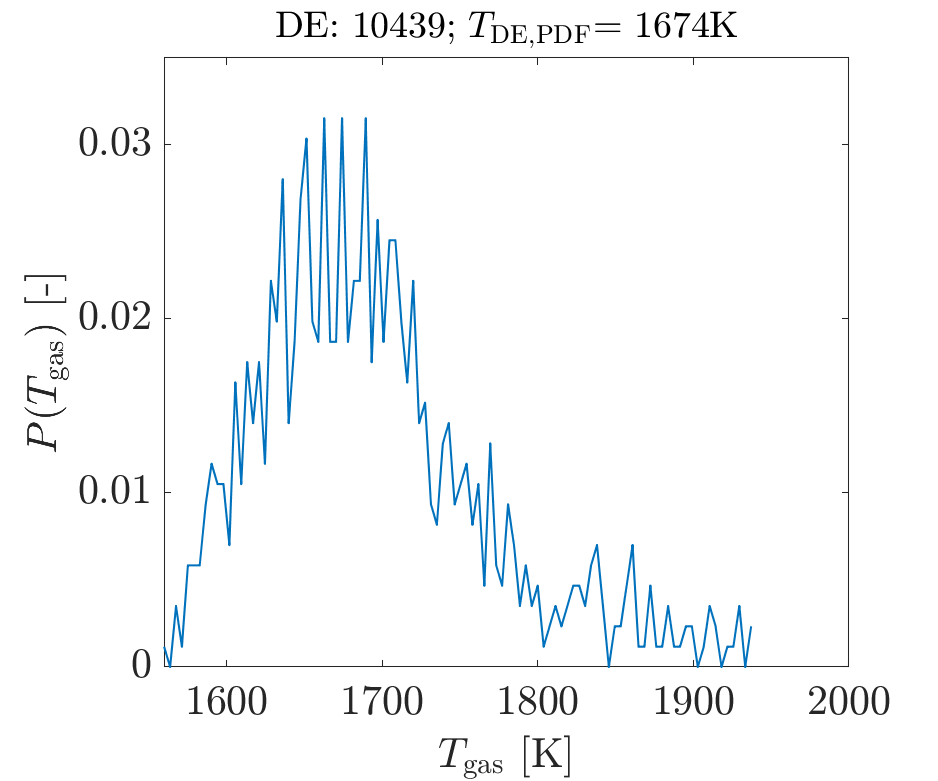 DE: 10439; T_DE,PDF= 1674K
P(T_gas) [-]
0.03
0.02
0.01
0
1600 1700 1800 1900 2000
T_gas [K]